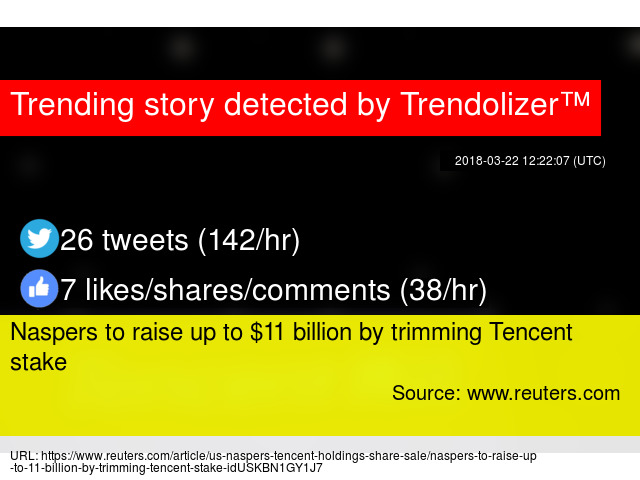 Trending story detected by Trendolizer™
2018-03-22 12:22:07 (UTC)
26 tweets (142/hr)
7 likes/shares/comments (38/hr)
Naspers to raise up to $11 billion by trimming Tencent
stake
Source: www.reuters.com
URL: https://www.reuters.com/article/us-naspers-tencent-holdings-share-sale/naspers-to-raise-up
-to-11-billion-by-trimming-tencent-stake-idUSKBN1GY1J7